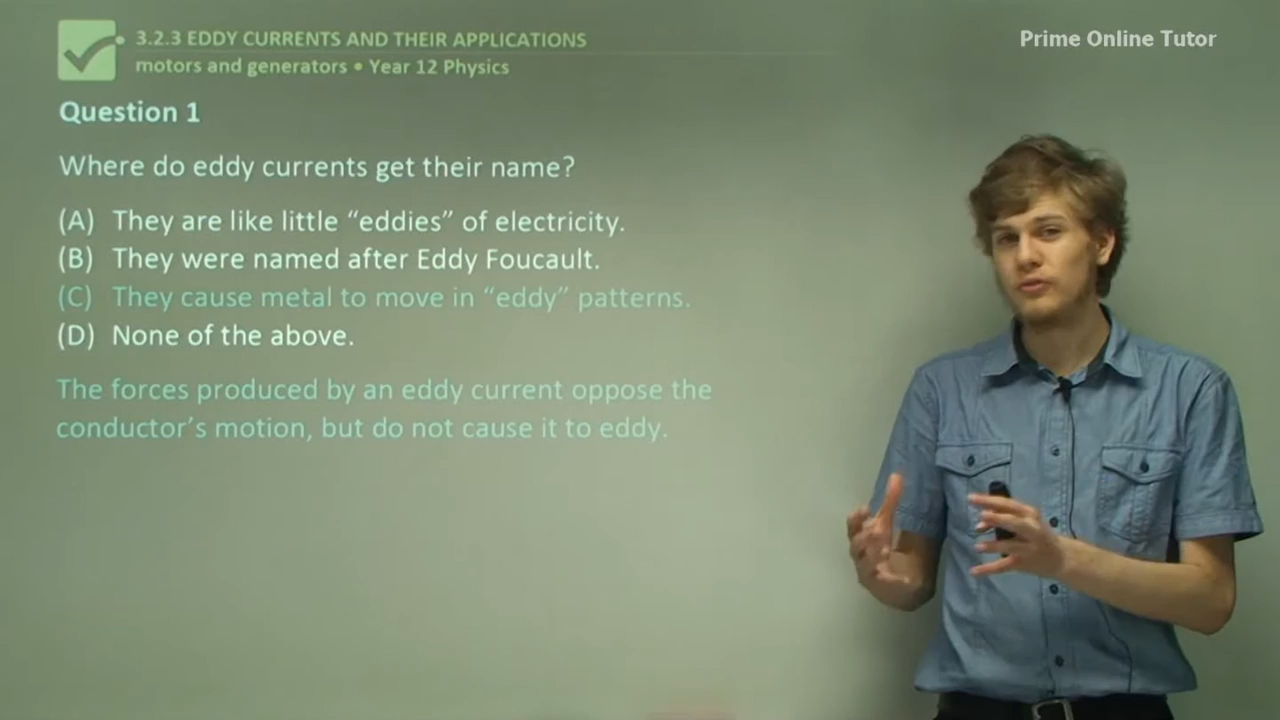 3.2.3 EDDY CURRENTS AND THEIR APPLICATIONS
motors and generators • Year 12 Physics
Prime Online Tutor
Question 1
Where do eddy currents get their name?
(A) They are like little “eddies” of electricity.
(B) They were named after Eddy Foucault.
(C) They cause metal to move in “eddy” patterns.
(D) None of the above.
The forces produced by an eddy current oppose the
conductor’s motion, but do not cause it to eddy.